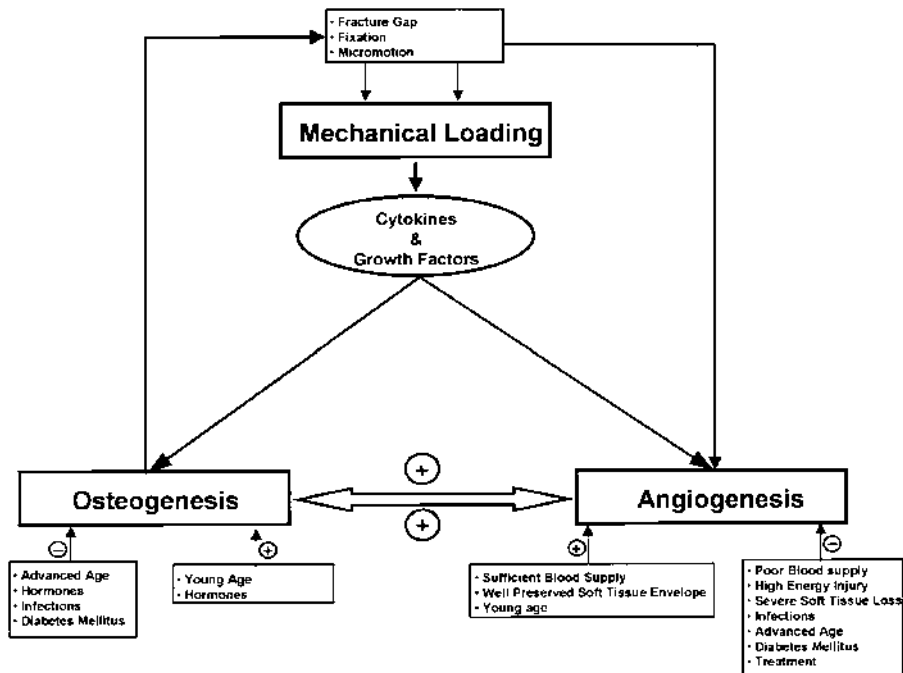 • Fracture Gap
• Fixation
• Micromotion
Mechanical Loading
Cytokines
&
Growth Factors
+
Osteogenesis
Angiogenesis
+
−
+
+
−
• Advanced Age
• Hormones
• Infections
• Diabetes Mellitus
• Young Age
• Hormones
• Sufficient Blood Supply
• Well Preserved Soft Tissue Envelope
• Young age
• Poor Blood supply
• High Energy Injury
• Severe Soft Tissue Loss
• Infections
• Advanced Age
• Diabetes Mellitus
• Treatment